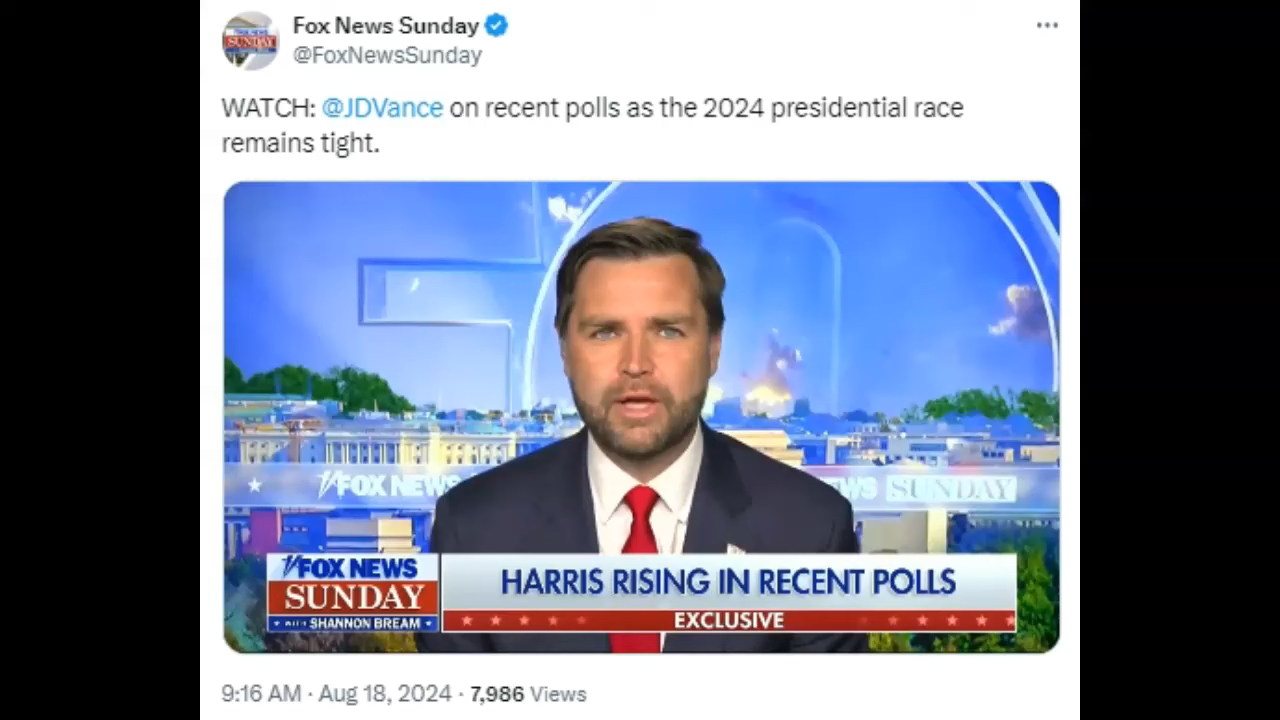 Fox News Sunday
@FoxNewsSunday
WATCH: @JDVance on recent polls as the 2024 presidential race
remains tight.
FOX NEWS
WS SUNDAY
FOX NEWS
SUNDAY
WITH SHANNON BREAM
HARRIS RISING IN RECENT POLLS
EXCLUSIVE
9:16 AM · Aug 18, 2024 · 7,986 Views